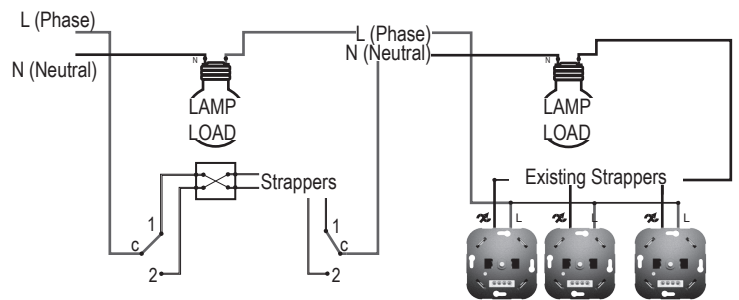 L (Phase)
N (Neutral)
N
LAMP
LOAD
Strappers
1
c
2
1
c
2
L (Phase)
N (Neutral)
N
LAMP
LOAD
Existing Strappers
L
L
L